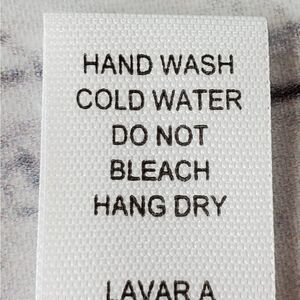 HAND WASH
COLD WATER
DO NOT
BLEACH
HANG DRY
LAVAR A